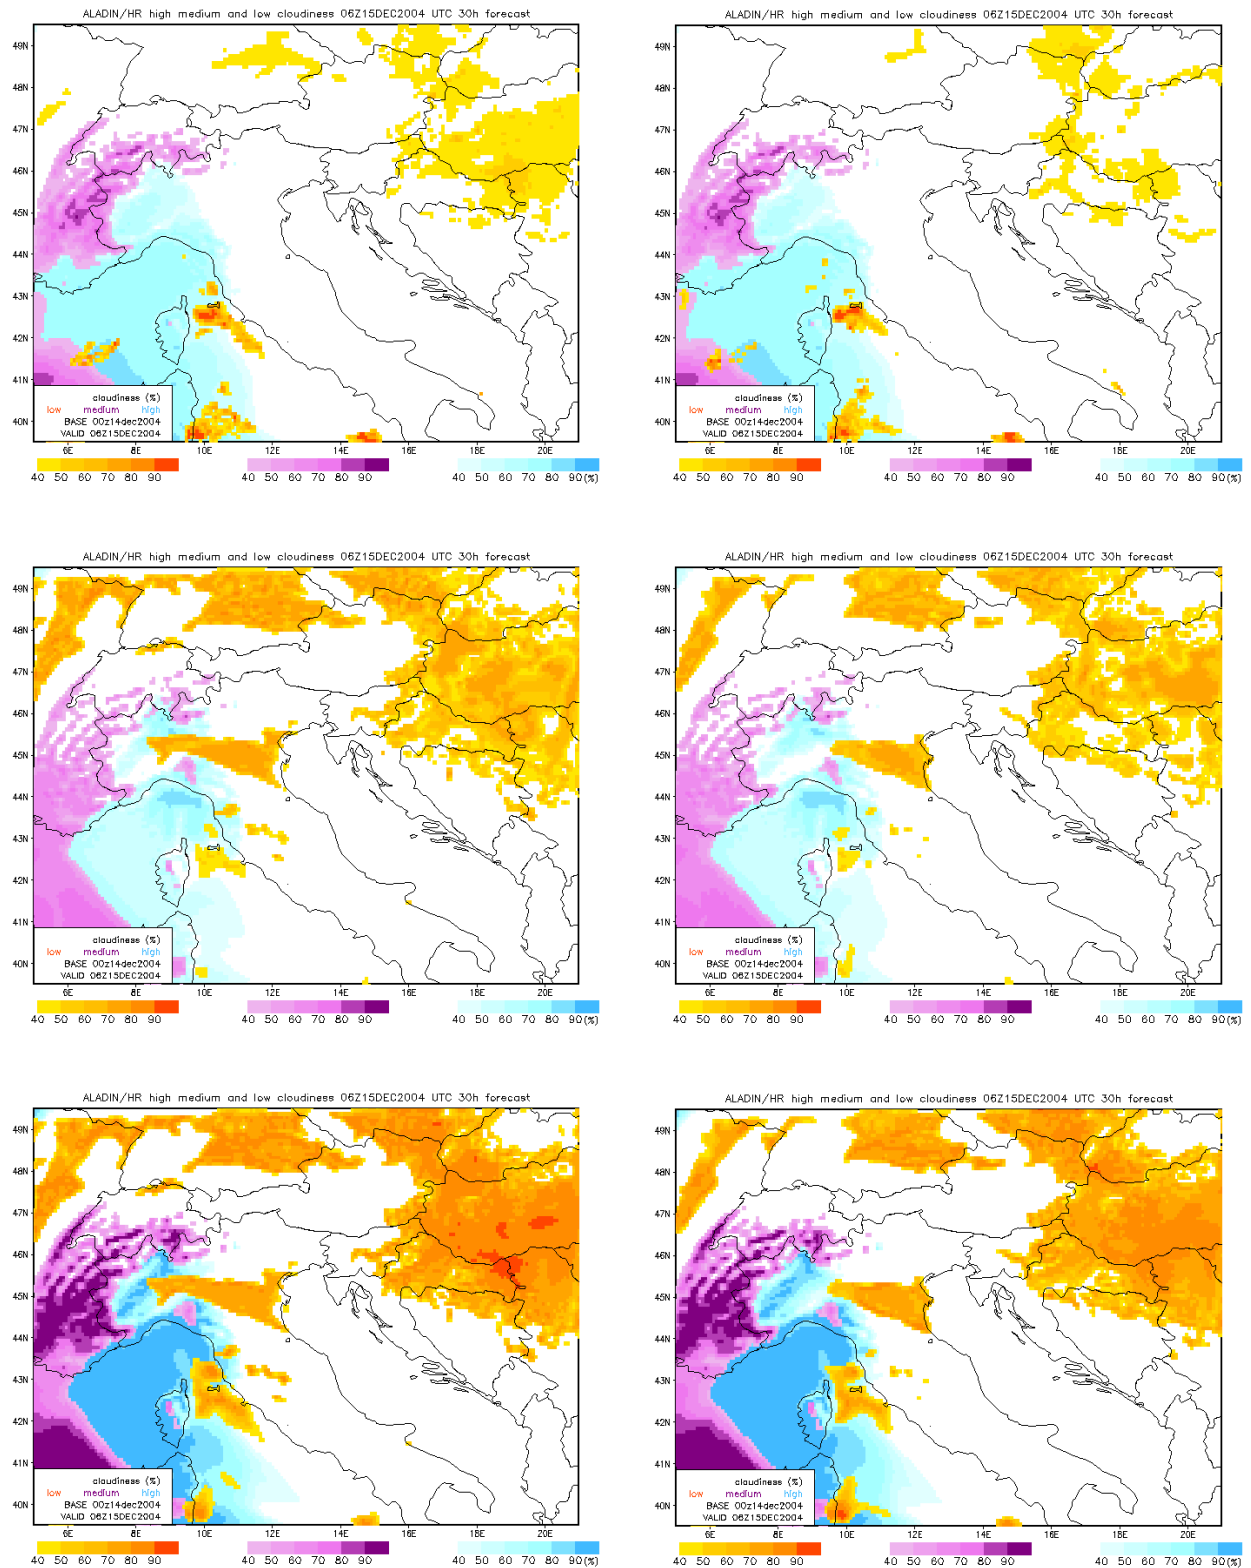 ALADIN/HR high medium and low cloudiness 06Z15DEC2004 UTC 30h forecast
49N
48N
47N
46N
45N
44N
43N
42N
41N
40N
claudiness (%)
low medium high
BASE 00z14dec2004
VALID 06Z15DEC2004
6E 8E 10E 12E 14E 16E 18E 20E
40 50 60 70 80 90 40 50 60 70 80 90 40 50 60 70 80 90(%)
ALADIN/HR high medium and low cloudiness 06Z15DEC2004 UTC 30h forecast
49N
48N
47N
46N
45N
44N
43N
42N
41N
40N
claudiness (%)
low medium high
BASE 00z14dec2004
VALID 06Z15DEC2004
6E 8E 10E 12E 14E 16E 18E 20E
40 50 60 70 80 90 40 50 60 70 80 90 40 50 60 70 80 90(%)
ALADIN/HR high medium and low cloudiness 06Z15DEC2004 UTC 30h forecast
49N
48N
47N
46N
45N
44N
43N
42N
41N
40N
claudiness (%)
low medium high
BASE 00z14dec2004
VALID 06Z15DEC2004
6E 8E 10E 12E 14E 16E 18E 20E
40 50 60 70 80 90 40 50 60 70 80 90 40 50 60 70 80 90(%)
ALADIN/HR high medium and low cloudiness 06Z15DEC2004 UTC 30h forecast
49N
48N
47N
46N
45N
44N
43N
42N
41N
40N
claudiness (%)
low medium high
BASE 00z14dec2004
VALID 06Z15DEC2004
6E 8E 10E 12E 14E 16E 18E 20E
40 50 60 70 80 90 40 50 60 70 80 90 40 50 60 70 80 90(%)
ALADIN/HR high medium and low cloudiness 06Z15DEC2004 UTC 30h forecast
49N
48N
47N
46N
45N
44N
43N
42N
41N
40N
claudiness (%)
low medium high
BASE 00z14dec2004
VALID 06Z15DEC2004
6E 8E 10E 12E 14E 16E 18E 20E
40 50 60 70 80 90 40 50 60 70 80 90 40 50 60 70 80 90(%)
ALADIN/HR high medium and low cloudiness 06Z15DEC2004 UTC 30h forecast
49N
48N
47N
46N
45N
44N
43N
42N
41N
40N
claudiness (%)
low medium high
BASE 00z14dec2004
VALID 06Z15DEC2004
6E 8E 10E 12E 14E 16E 18E 20E
40 50 60 70 80 90 40 50 60 70 80 90 40 50 60 70 80 90(%)